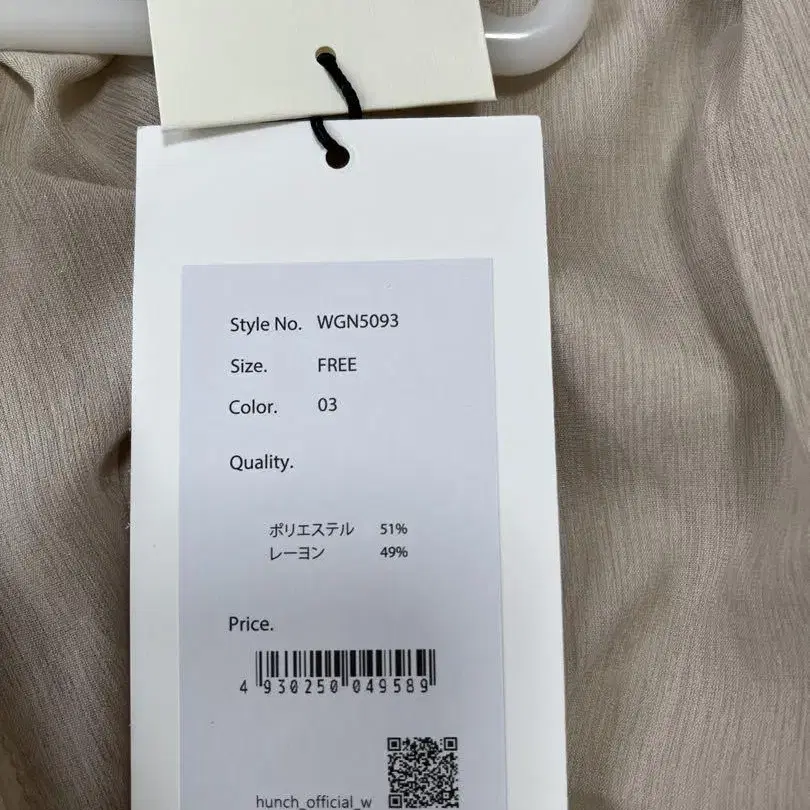 Style No. WGN5093
Size. FREE
Color. 03
Quality.
ポリエステル 51%
レーヨン 49%
Price.
4 930250 049589
hunch_official_w